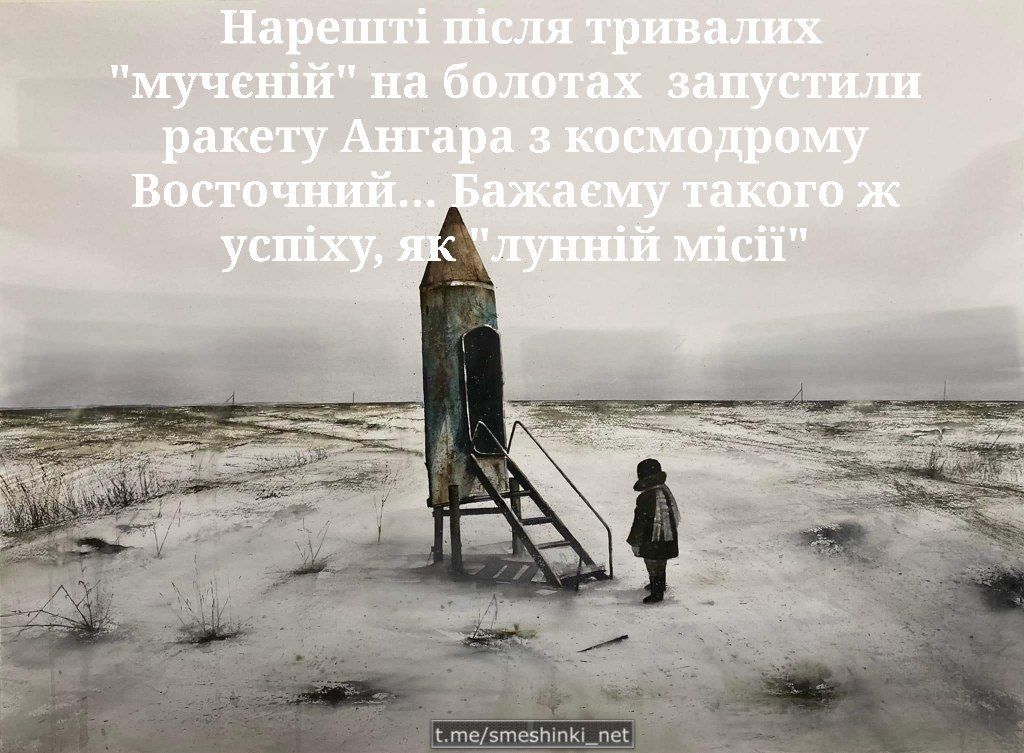 Нарешті після тривалих
"мучєній" на болотах запустили
ракету Ангара з космодрому
Восточний... Бажаєму такого ж
успіху, як "лунній місії"
t.me/smeshinki_net